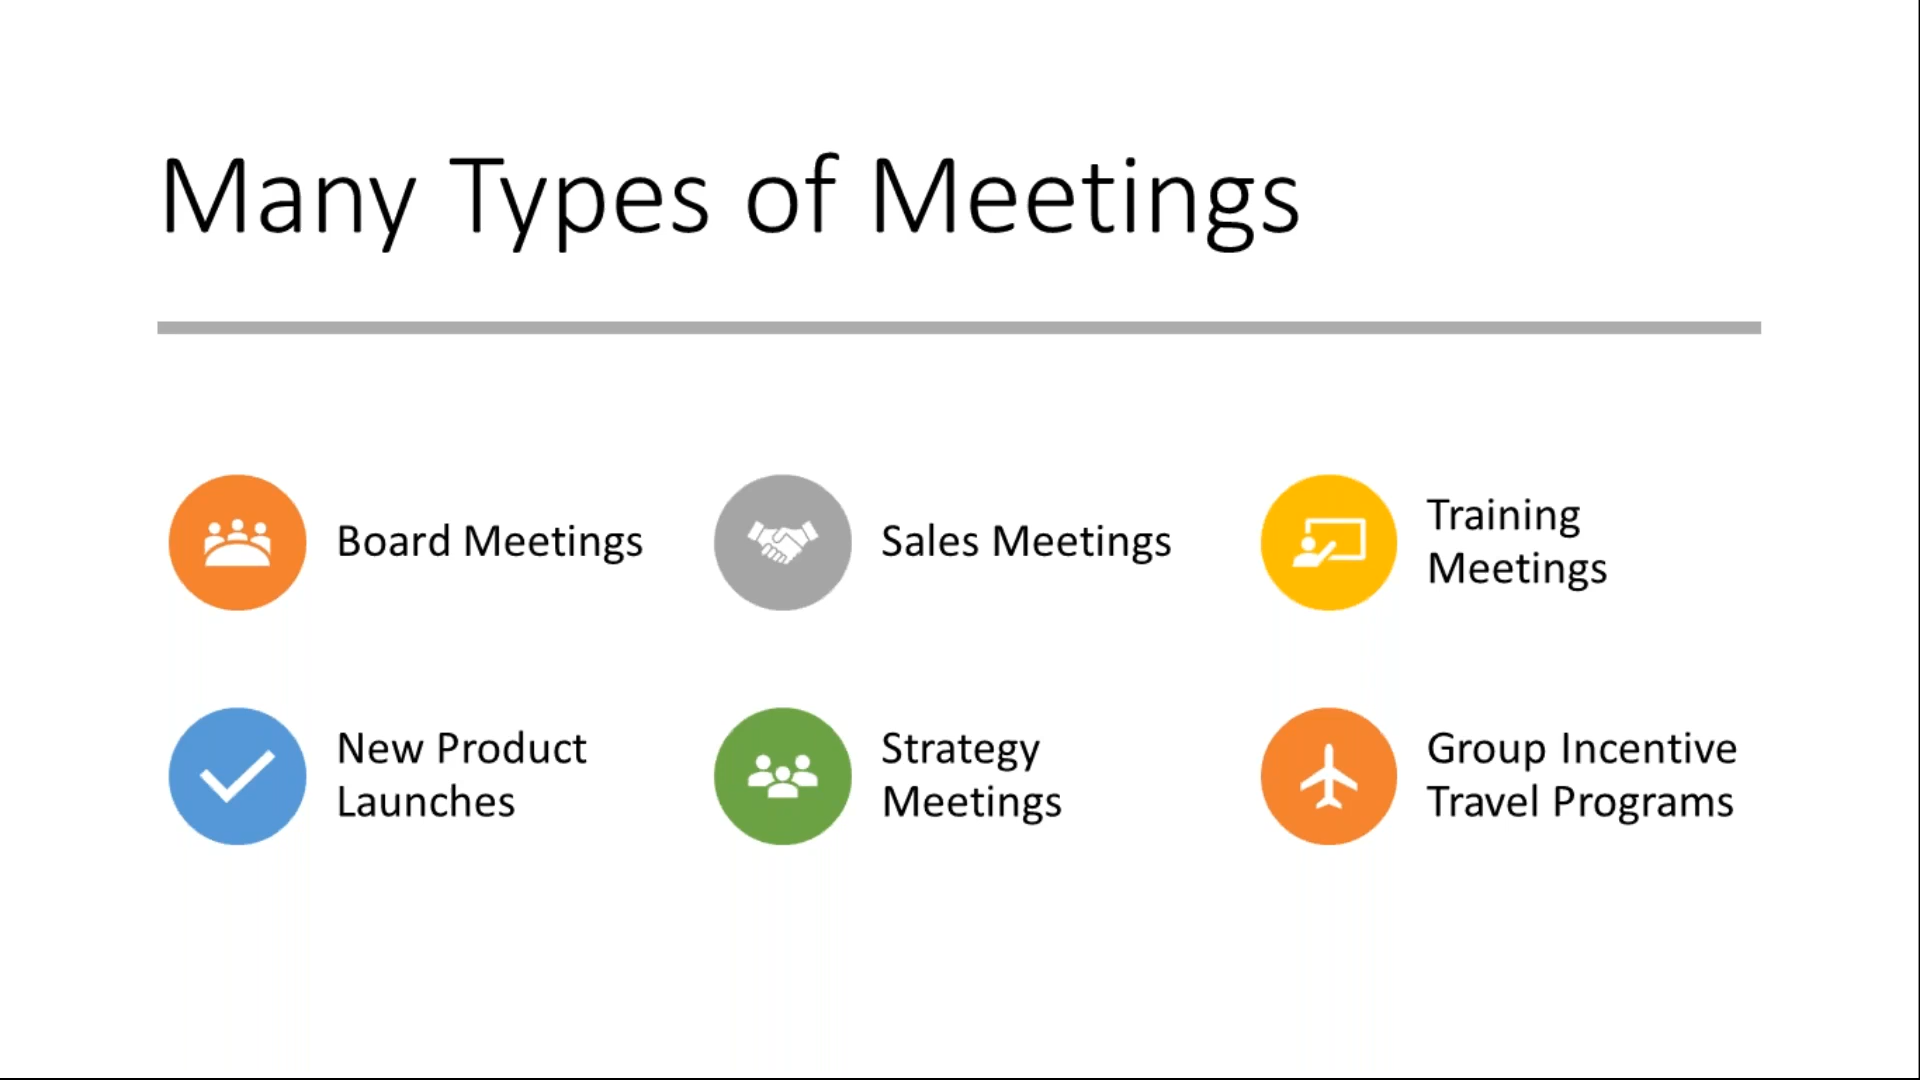 Many Types of Meetings
Board Meetings
Sales Meetings
Training
Meetings
New Product
Launches
Strategy
Meetings
Group Incentive
Travel Programs